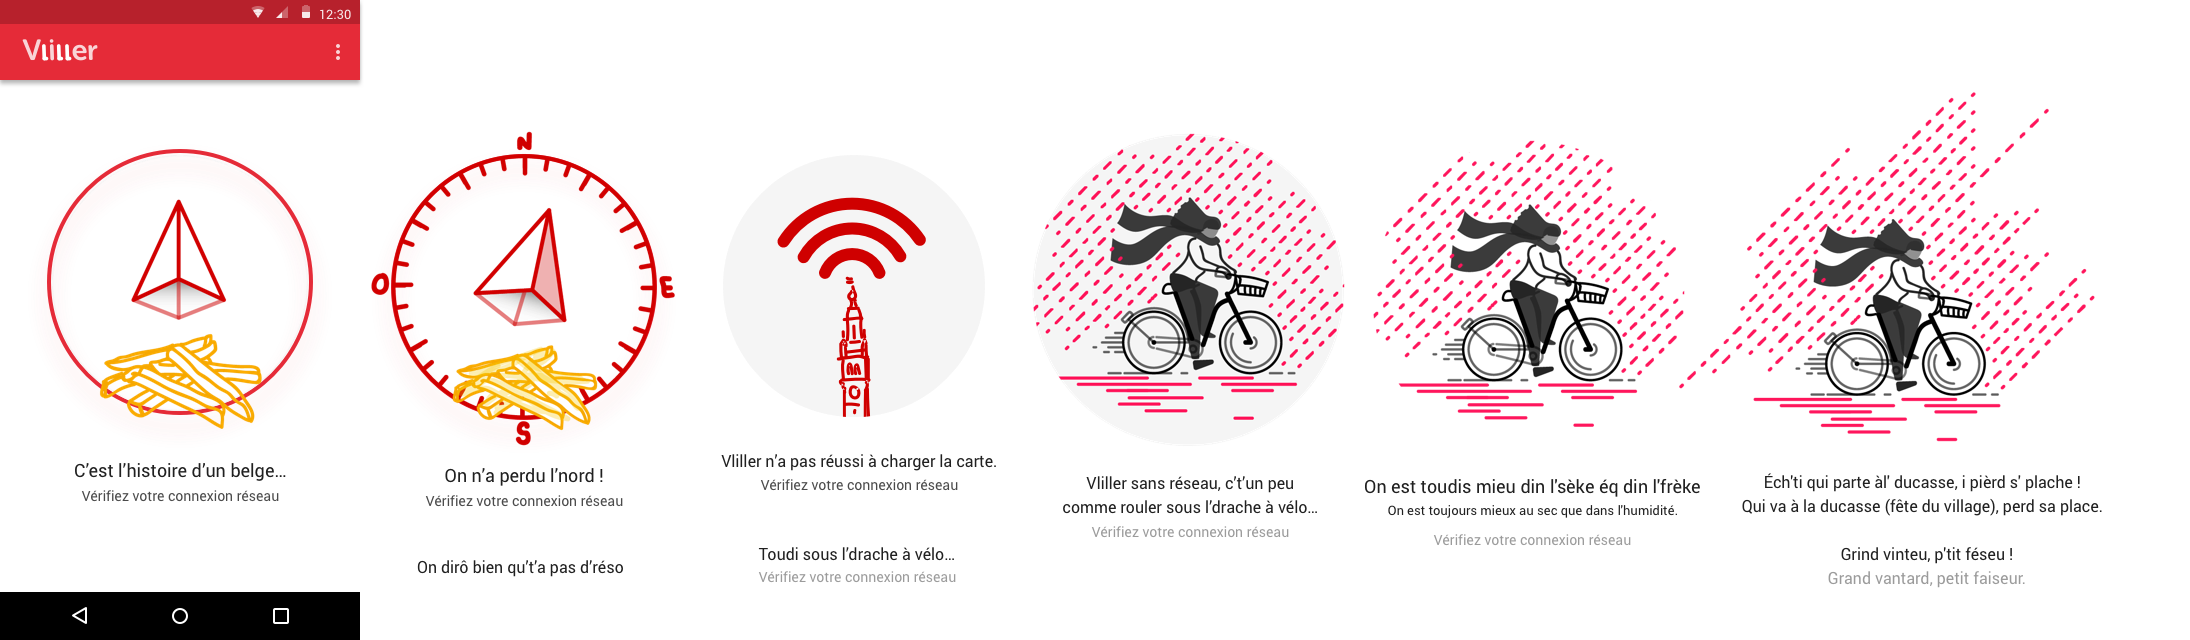 12:30
Vliller
C'est l'histoire d'un belge...
Vérifiez votre connexion réseau
N
O
E
S
On n'a perdu l'nord !
Vérifiez votre connexion réseau
On dirô bien qu't'a pas d'réso
Vliller n'a pas réussi à charger la carte.
Vérifiez votre connexion réseau
Toudi sous l'drache à vélo...
Vérifiez votre connexion réseau
Vliller sans réseau, c't'un peu
comme rouler sous l'drache à vélo...
Vérifiez votre connexion réseau
On est toudis mieu din l'sèke éq din l'frèke
On est toujours mieux au sec que dans l'humidité.
Vérifiez votre connexion réseau
Éch'ti qui parte àl' ducasse, i pièrd s' plache !
Qui va à la ducasse (fête du village), perd sa place.
Grind vinteu, p'tit féseu !
Grand vantard, petit faiseur.